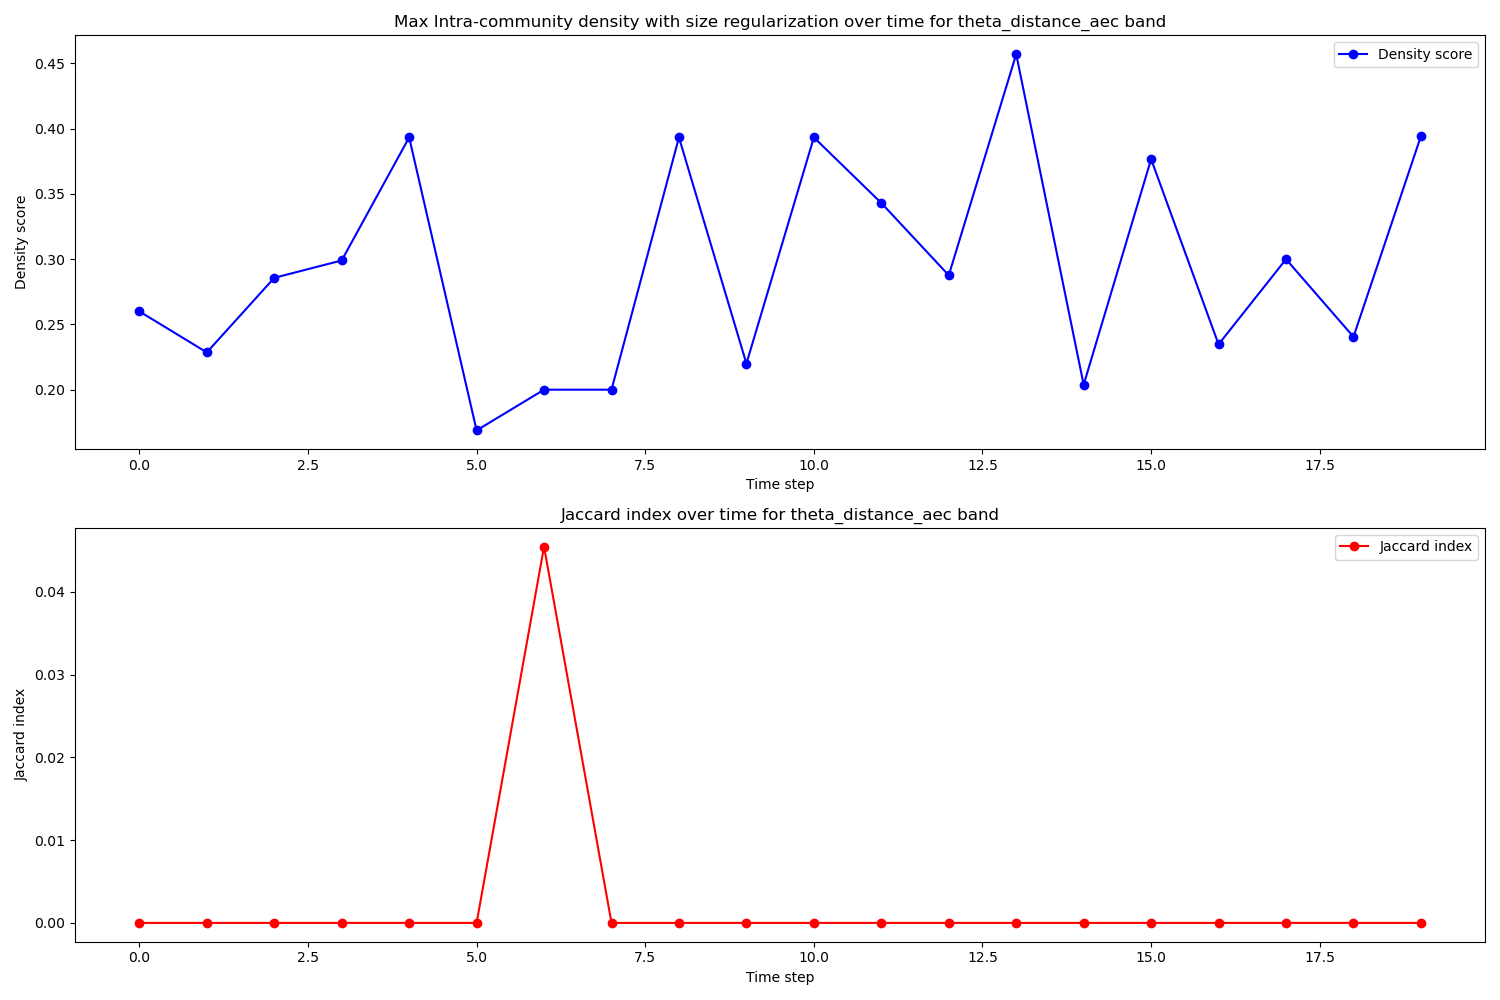 Max Intra-community density with size regularization over time for theta_distance_aec band
Density score
0.45
0.40
0.35
0.30
0.25
0.20
Density score
0.0 2.5 5.0 7.5 10.0 12.5 15.0 17.5
Time step
Jaccard index over time for theta_distance_aec band
Jaccard index
0.04
0.03
0.02
0.01
0.00
Jaccard index
0.0 2.5 5.0 7.5 10.0 12.5 15.0 17.5
Time step